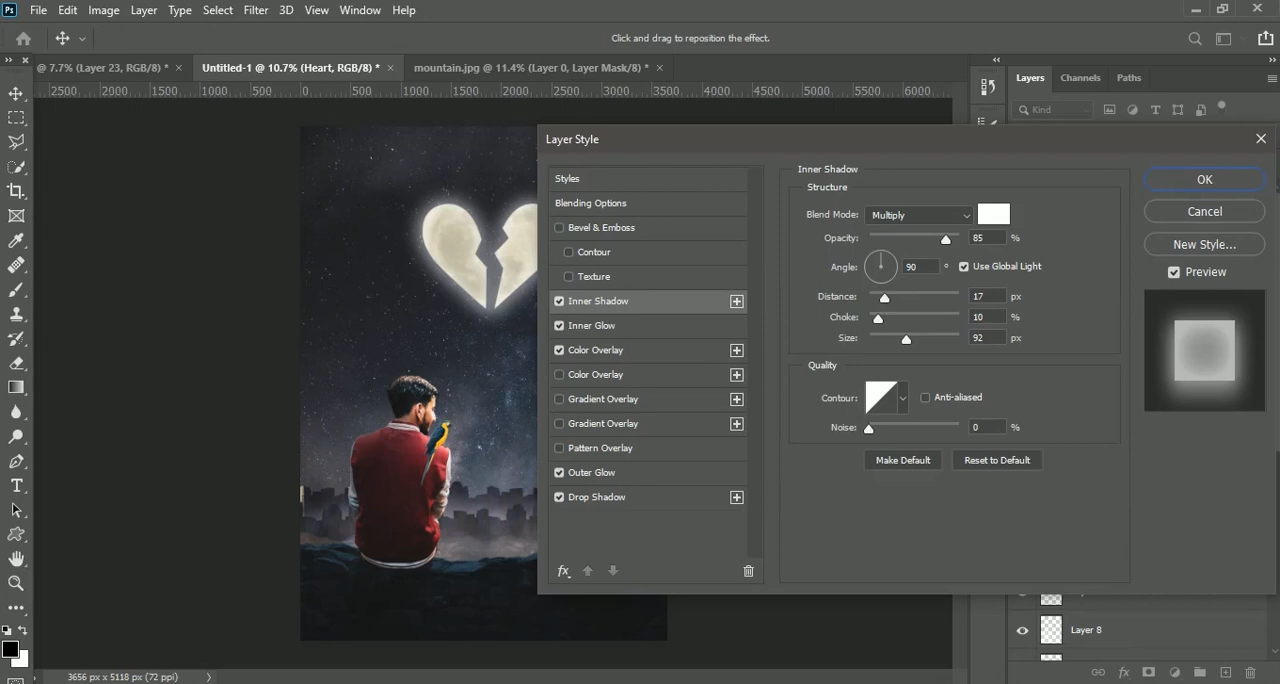 Ps File Edit Image Layer Type Select Filter 3D View Window Help
Click and drag to reposition the effect.
@ 7.7% (Layer 23, RGB/8) * × Untitled-1 @ 10.7% (Heart, RGB/8) * × mountain.jpg @ 11.4% (Layer 0, Layer Mask/8) * ×
2500 2000 1500 1000 500 0 500 1000 1500 2000 2500 3000 3500 4000 4500 5000 5500 6000
Layers Channels Paths
Kind
Layer Style
Styles
Blending Options
Bevel & Emboss
Contour
Texture
Inner Shadow
Inner Glow
Color Overlay
Color Overlay
Gradient Overlay
Gradient Overlay
Pattern Overlay
Outer Glow
Drop Shadow
fx
Inner Shadow
Structure
Blend Mode: Multiply
Opacity: 85 %
Angle: 90 ° Use Global Light
Distance: 17 px
Choke: 10 %
Size: 92 px
Quality
Contour: Anti-aliased
Noise: 0 %
Make Default Reset to Default
OK
Cancel
New Style...
Preview
Layer 8
fx
3656 px x 5118 px (72 ppi)